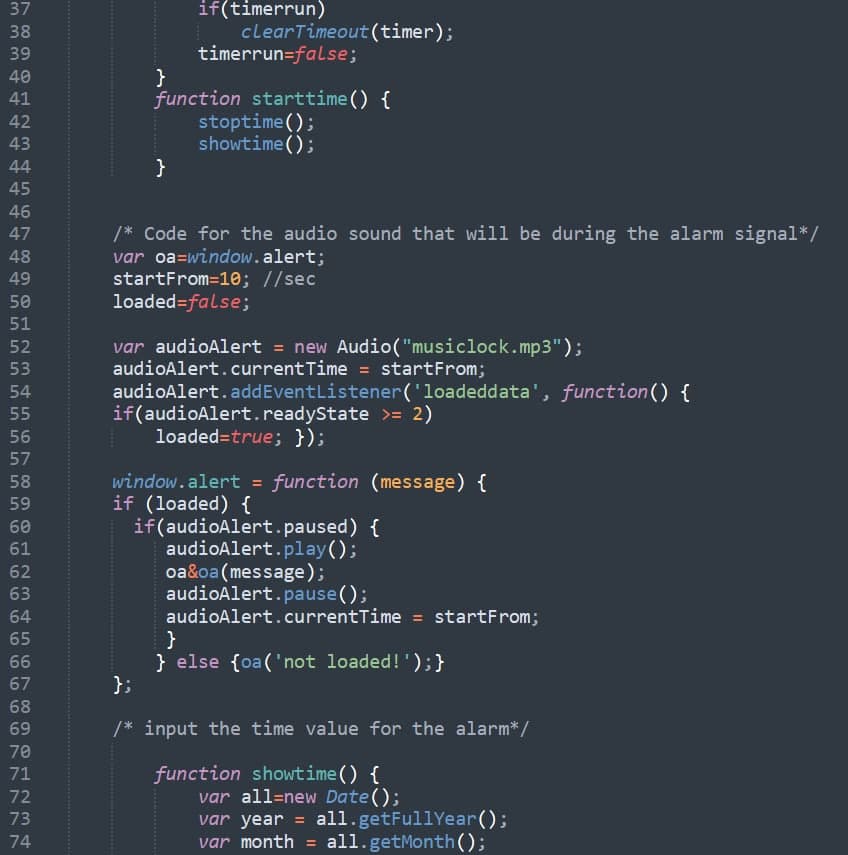 37 if(timerrun)
38 clearTimeout(timer);
39 timerrun=false;
40 }
41 function starttime() {
42 stoptime();
43 showtime();
44 }
45
46
47 /* Code for the audio sound that will be during the alarm signal*/
48 var oa=window.alert;
49 startFrom=10; //sec
50 loaded=false;
51
52 var audioAlert = new Audio("musiclock.mp3");
53 audioAlert.currentTime = startFrom;
54 audioAlert.addEventListener('loadeddata', function() {
55 if(audioAlert.readyState >= 2)
56 loaded=true; });
57
58 window.alert = function (message) {
59 if (loaded) {
60 if(audioAlert.paused) {
61 audioAlert.play();
62 oa&oa(message);
63 audioAlert.pause();
64 audioAlert.currentTime = startFrom;
65 }
66 } else {oa('not loaded!');}
67 };
68
69 /* input the time value for the alarm*/
70
71 function showtime() {
72 var all=new Date();
73 var year = all.getFullYear();
74 var month = all.getMonth();